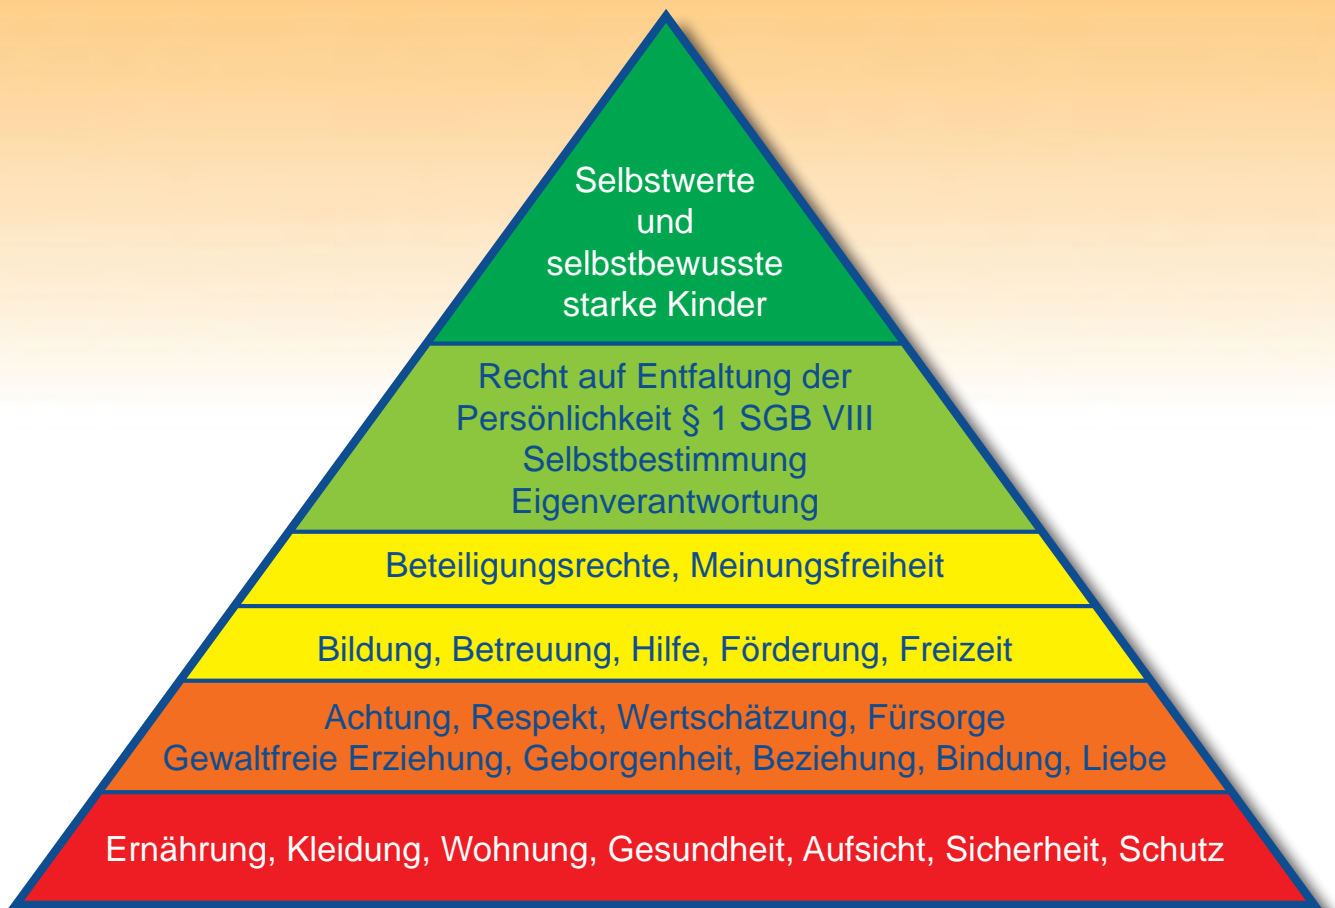 Selbstwerte
und
selbstbewusste
starke Kinder
Recht auf Entfaltung der
Persönlichkeit § 1 SGB VIII
Selbstbestimmung
Eigenverantwortung
Beteiligungsrechte, Meinungsfreiheit
Bildung, Betreuung, Hilfe, Förderung, Freizeit
Achtung, Respekt, Wertschätzung, Fürsorge
Gewaltfreie Erziehung, Geborgenheit, Beziehung, Bindung, Liebe
Ernährung, Kleidung, Wohnung, Gesundheit, Aufsicht, Sicherheit, Schutz